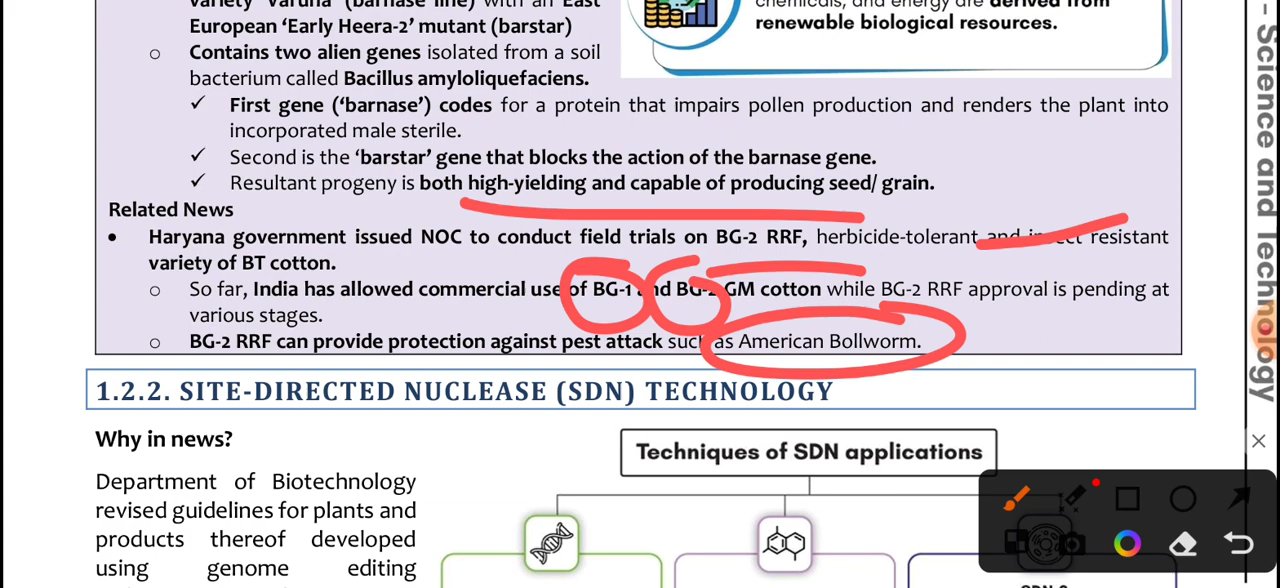 variety 'Varuna' (barnase line) with an East
European 'Early Heera-2' mutant (barstar)
chemicals, and energy are derived from
renewable biological resources.
o Contains two alien genes isolated from a soil
bacterium called Bacillus amyloliquefaciens.
✓ First gene ('barnase') codes for a protein that impairs pollen production and renders the plant into
incorporated male sterile.
✓ Second is the 'barstar' gene that blocks the action of the barnase gene.
✓ Resultant progeny is both high-yielding and capable of producing seed/ grain.
Related News
• Haryana government issued NOC to conduct field trials on BG-2 RRF, herbicide-tolerant and insect resistant
variety of BT cotton.
o So far, India has allowed commercial use of BG-1 and BG-2 GM cotton while BG-2 RRF approval is pending at
various stages.
o BG-2 RRF can provide protection against pest attack such as American Bollworm.
1.2.2. SITE-DIRECTED NUCLEASE (SDN) TECHNOLOGY
Why in news?
Department of Biotechnology
revised guidelines for plants and
products thereof developed
using genome editing
Techniques of SDN applications
- Science and Technology